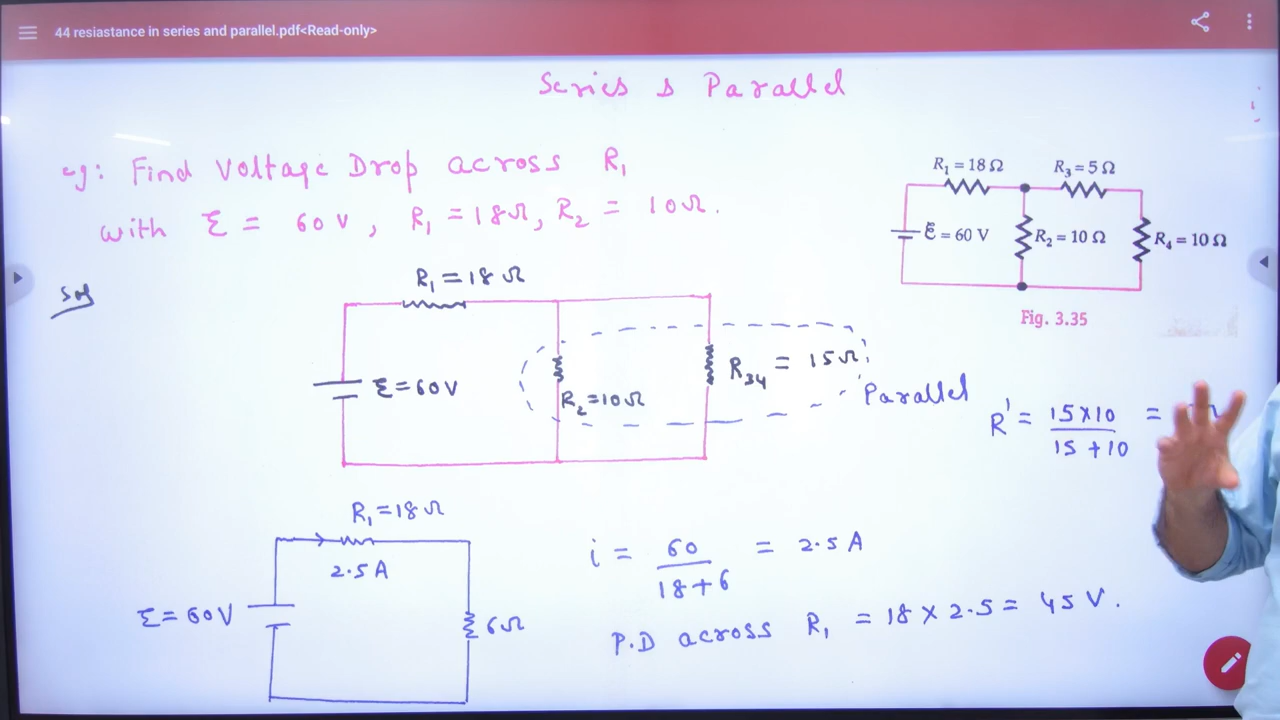 44 resiastance in series and parallel.pdf<Read-only>
Series & Parallel
eg: Find Voltage Drop across R₁
with ℰ = 60 V, R₁ = 18Ω, R₂ = 10Ω.
R₁ = 18 Ω R₃ = 5 Ω
ℰ = 60 V R₂ = 10 Ω R₄ = 10 Ω
Fig. 3.35
Sol
R₁ = 18 Ω
ℰ = 60V
R₂ = 10Ω
R₃₄ = 15Ω
Parallel
R' = 15×10 / 15+10 =
R₁ = 18Ω
2.5 A
ℰ = 60V
6Ω
i = 60 / 18+6 = 2.5 A
P.D across R₁ = 18 × 2.5 = 45 V.